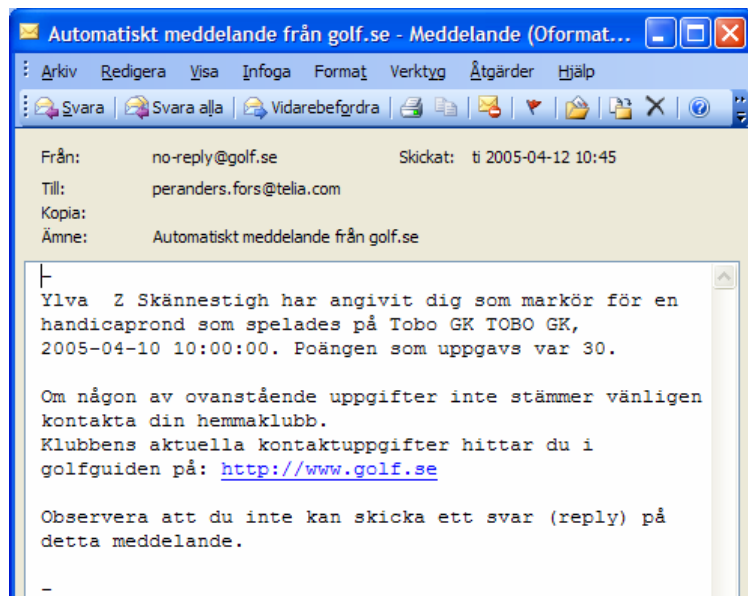 Automatiskt meddelande från golf.se - Meddelande (Oformat...
Arkiv Redigera Visa Infoga Format Verktyg Åtgärder Hjälp
Svara Svara alla Vidarebefordra
Från: no-reply@golf.se Skickat: ti 2005-04-12 10:45
Till: peranders.fors@telia.com
Kopia:
Ämne: Automatiskt meddelande från golf.se
-
Ylva Z Skännestigh har angivit dig som markör för en
handicaprond som spelades på Tobo GK TOBO GK,
2005-04-10 10:00:00. Poängen som uppgavs var 30.
Om någon av ovanstående uppgifter inte stämmer vänligen
kontakta din hemmaklubb.
Klubbens aktuella kontaktuppgifter hittar du i
golfguiden på: http://www.golf.se
Observera att du inte kan skicka ett svar (reply) på
detta meddelande.
-